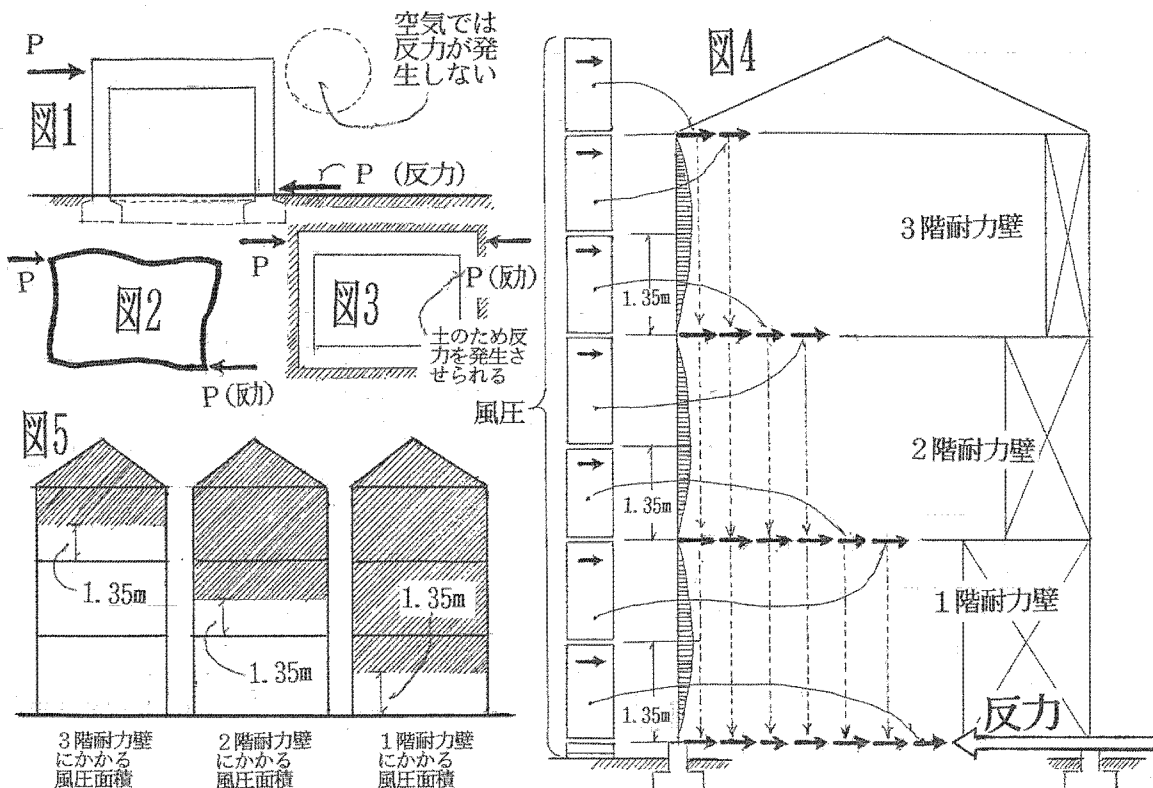 空気では
反力が発
生しない
P
図1
P (反力)
P
図2
P (反力)
P
図3
P (反力)
土のため反
力を発生さ
せられる
図4
風圧
3階耐力壁
1.35m
2階耐力壁
1.35m
1階耐力壁
1.35m
反力
図5
1.35m
1.35m
1.35m
3階耐力壁
にかかる
風圧面積
2階耐力壁
にかかる
風圧面積
1階耐力壁
にかかる
風圧面積